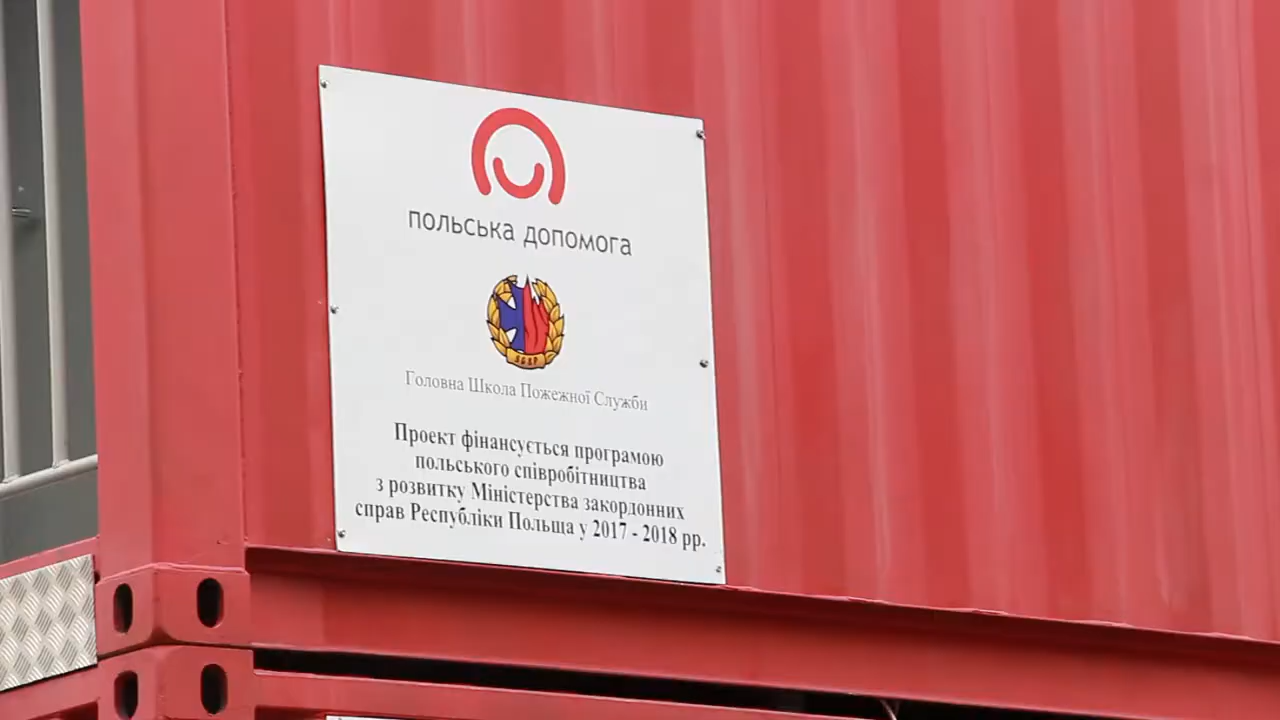 польська допомога
Головна Школа Пожежної Служби
Проект фінансується програмою
польського співробітництва
з розвитку Міністерства закордонних
справ Республіки Польща у 2017 - 2018 рр.